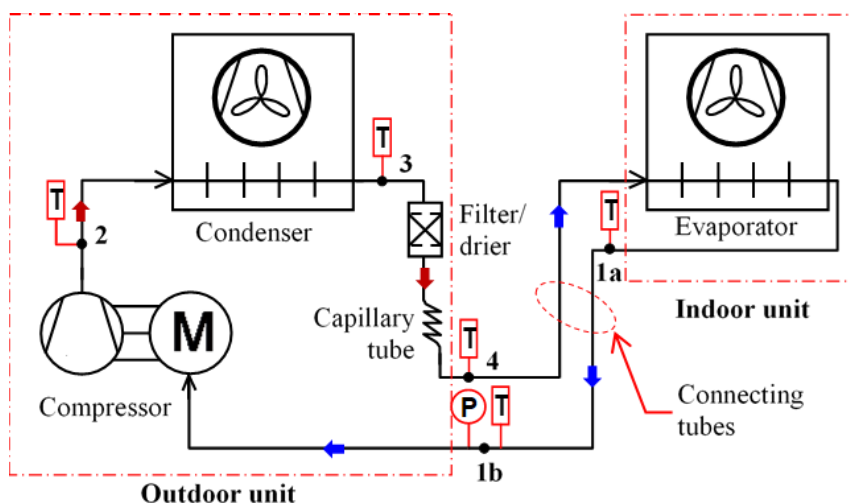 T
3
T
2
Condenser
Filter/
drier
T
1a
Evaporator
Indoor unit
Capillary
tube
M
T
4
Compressor
P
T
1b
Connecting
tubes
Outdoor unit